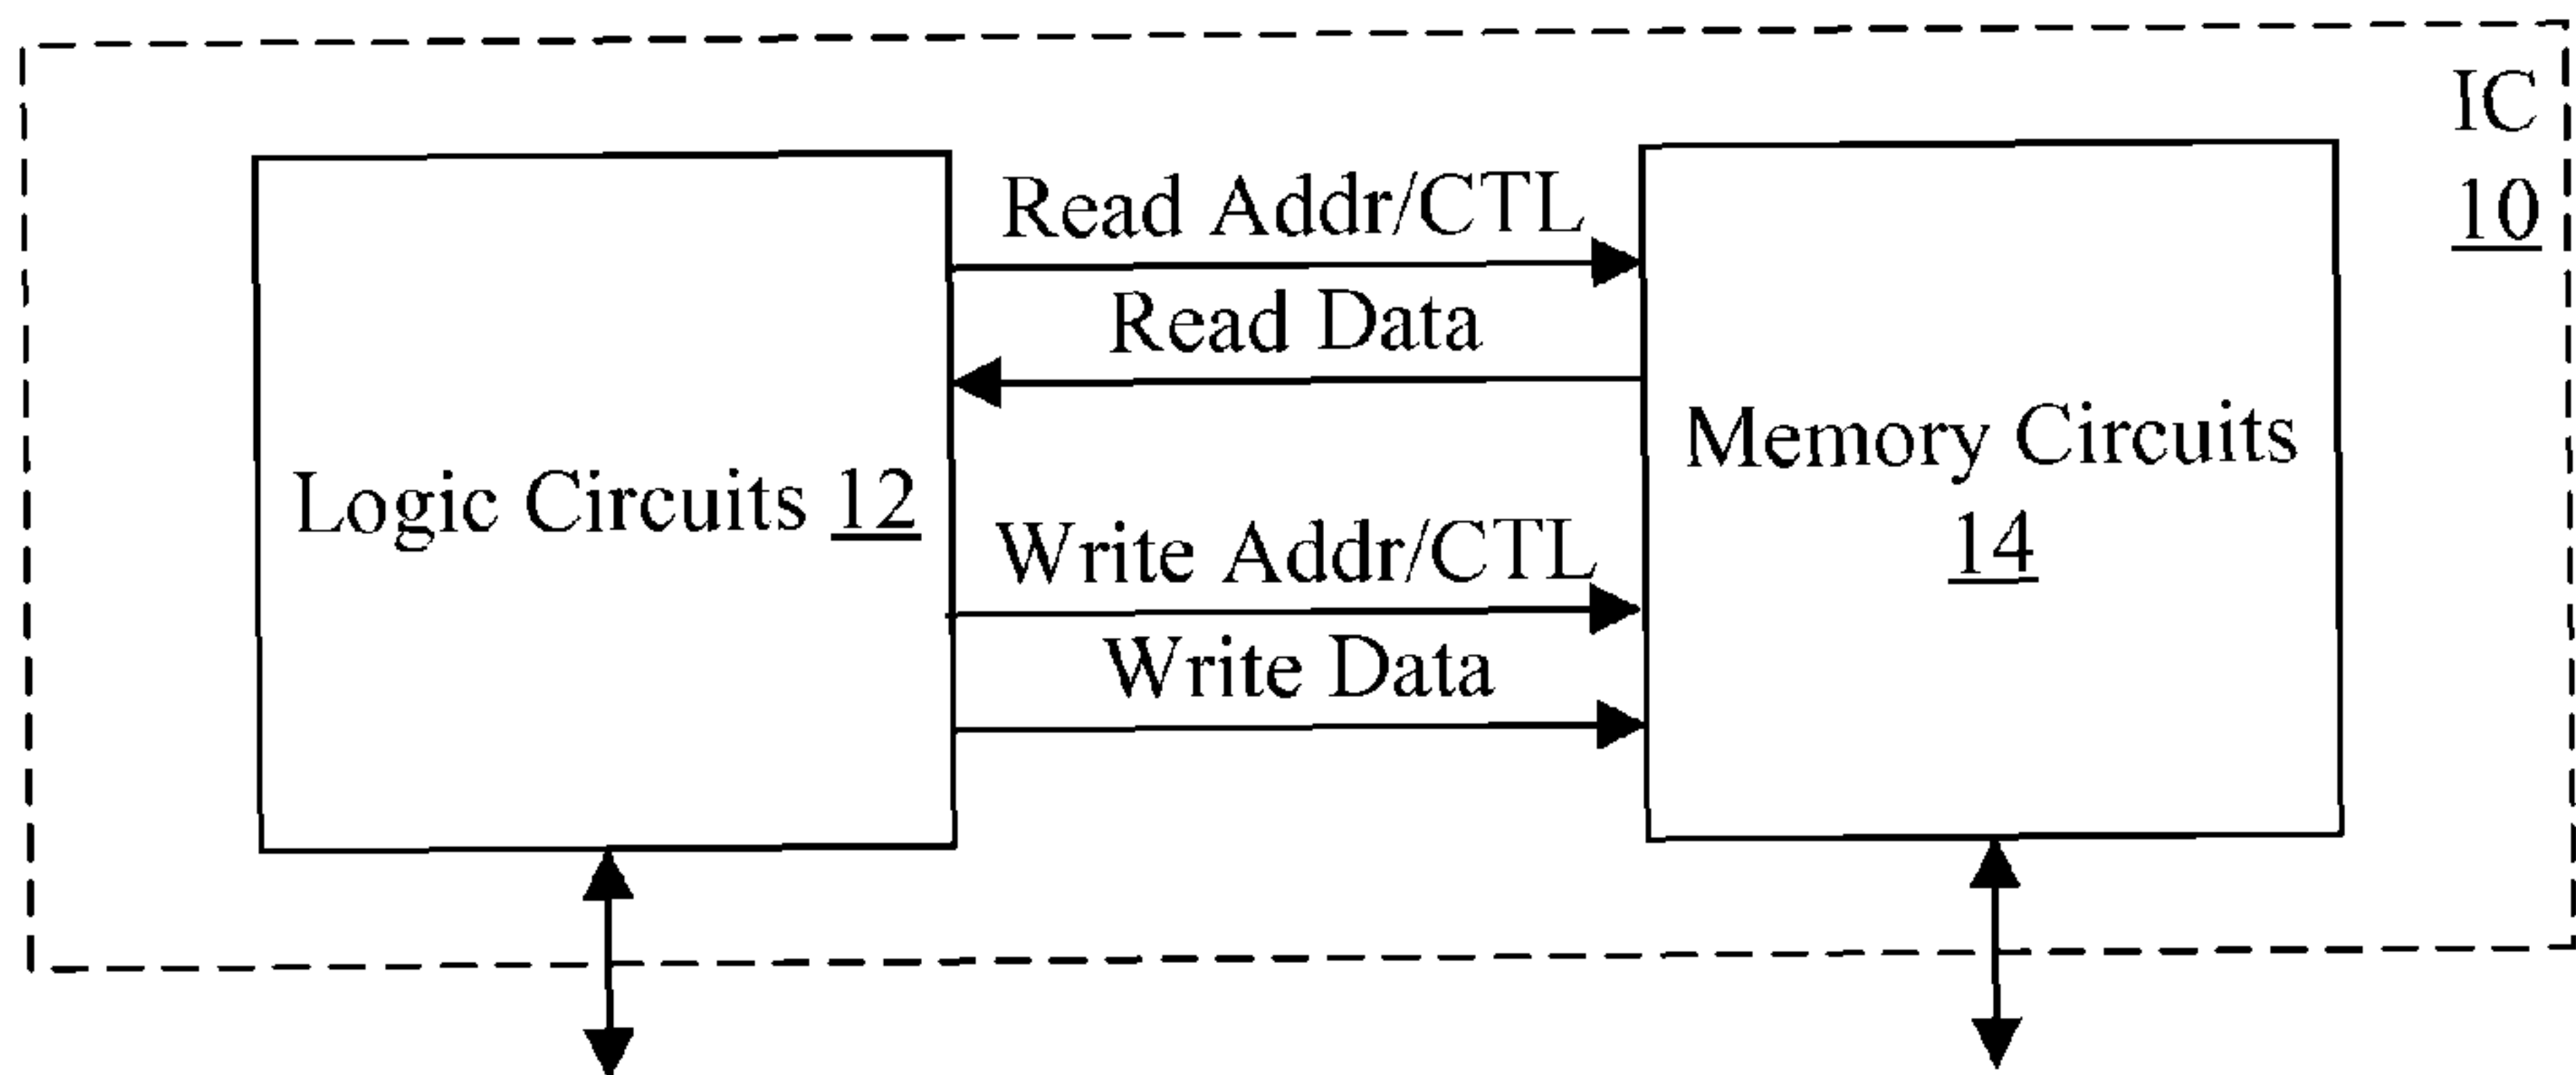 IC
10
Read Addr/CTL
Read Data
Logic Circuits 12
Write Addr/CTL
Write Data
Memory Circuits
14